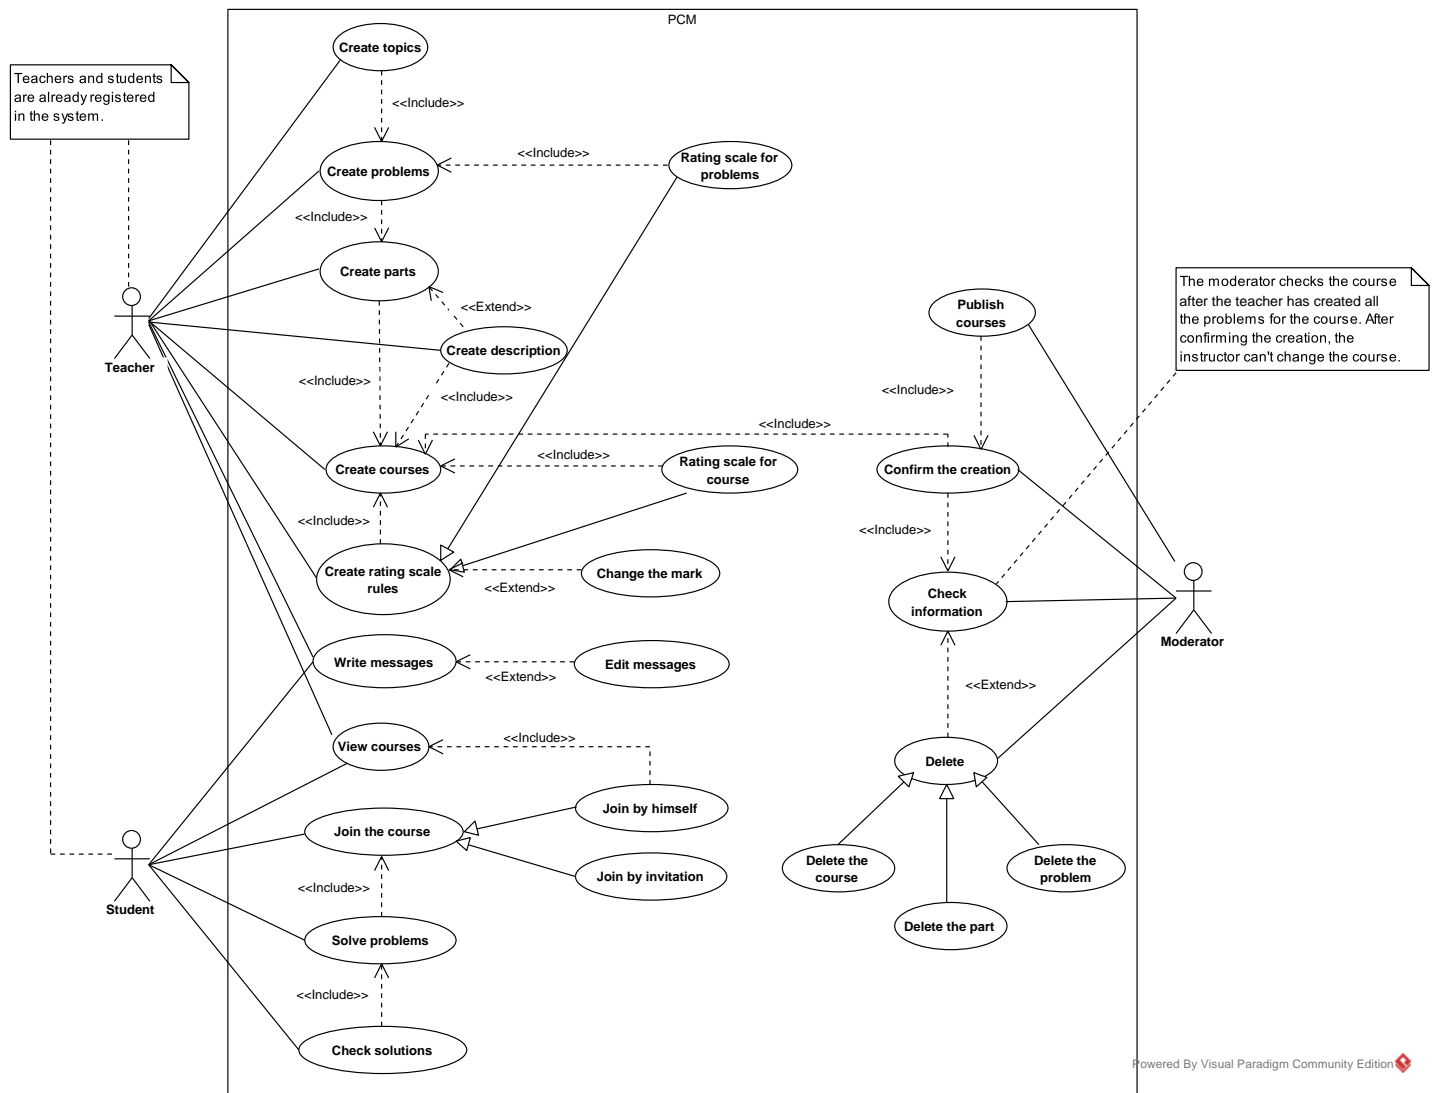 PCM
Create topics
Teachers and students
are already registered
in the system.
<<Include>>
Create problems
<<Include>>
Rating scale for
problems
<<Include>>
Create parts
<<Extend>>
Create description
Teacher
<<Include>>
<<Include>>
Publish
courses
The moderator checks the course
after the teacher has created all
the problems for the course. After
confirming the creation, the
instructor can't change the course.
<<Include>>
<<Include>>
Create courses
<<Include>>
Rating scale for
course
Confirm the creation
<<Include>>
<<Include>>
Create rating scale
rules
<<Extend>>
Change the mark
Check
information
Moderator
Write messages
<<Extend>>
Edit messages
<<Extend>>
View courses
<<Include>>
Delete
Join by himself
Join the course
Join by invitation
<<Include>>
Delete the
course
Delete the
problem
Delete the part
Student
Solve problems
<<Include>>
Check solutions
Powered By Visual Paradigm Community Edition